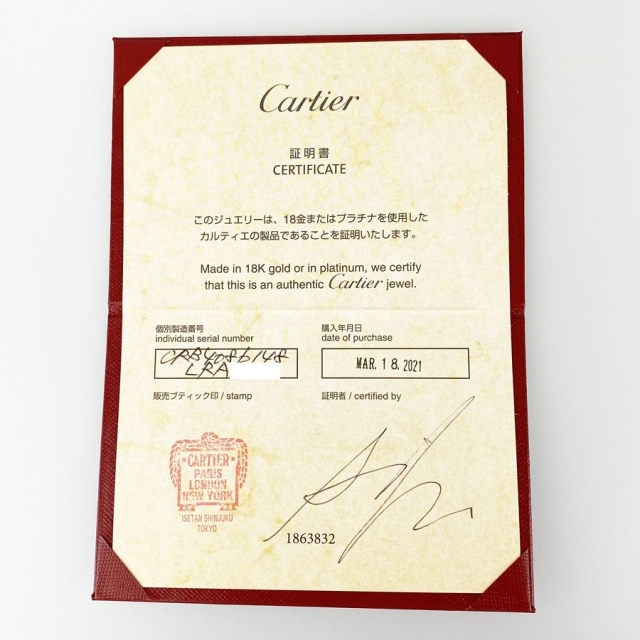 Cartier
証明書
CERTIFICATE
このジュエリーは、18金またはプラチナを使用した
カルティエの製品であることを証明いたします。
Made in 18K gold or in platinum, we certify
that this is an authentic Cartier jewel.
個別製造番号
individual serial number
CRB4086148
LRA
購入年月日
date of purchase
MAR. 18. 2021
販売ブティック印 / stamp
証明者 / certified by
CARTIER
PARIS
LONDON
NEW YORK
ISETAN SHINJUKU
TOKYO
1863832